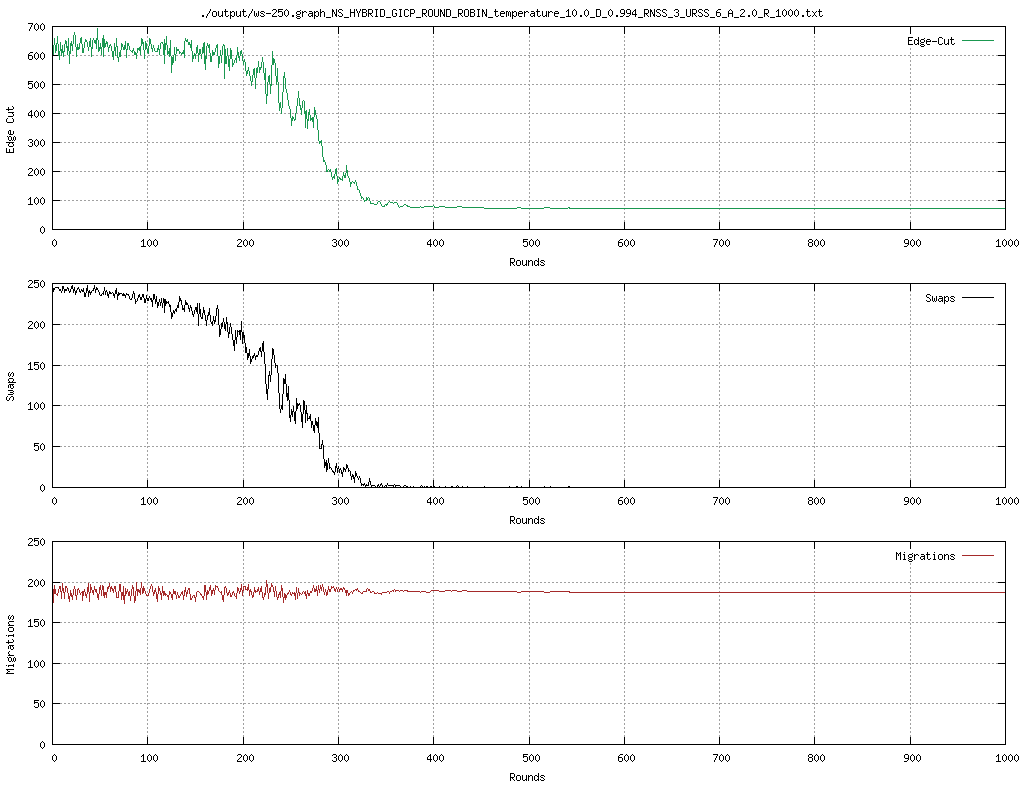 ./output/ws-250.graph_NS_HYBRID_GICP_ROUND_ROBIN_temperature_10.0_D_0.994_RNSS_3_URSS_6_A_2.0_R_1000.txt
Edge-Cut
700
600
500
400
300
200
100
0
Edge Cut
0 100 200 300 400 500 600 700 800 900 1000
Rounds
Swaps
250
200
150
100
50
0
Swaps
0 100 200 300 400 500 600 700 800 900 1000
Rounds
Migrations
250
200
150
100
50
0
Migrations
0 100 200 300 400 500 600 700 800 900 1000
Rounds